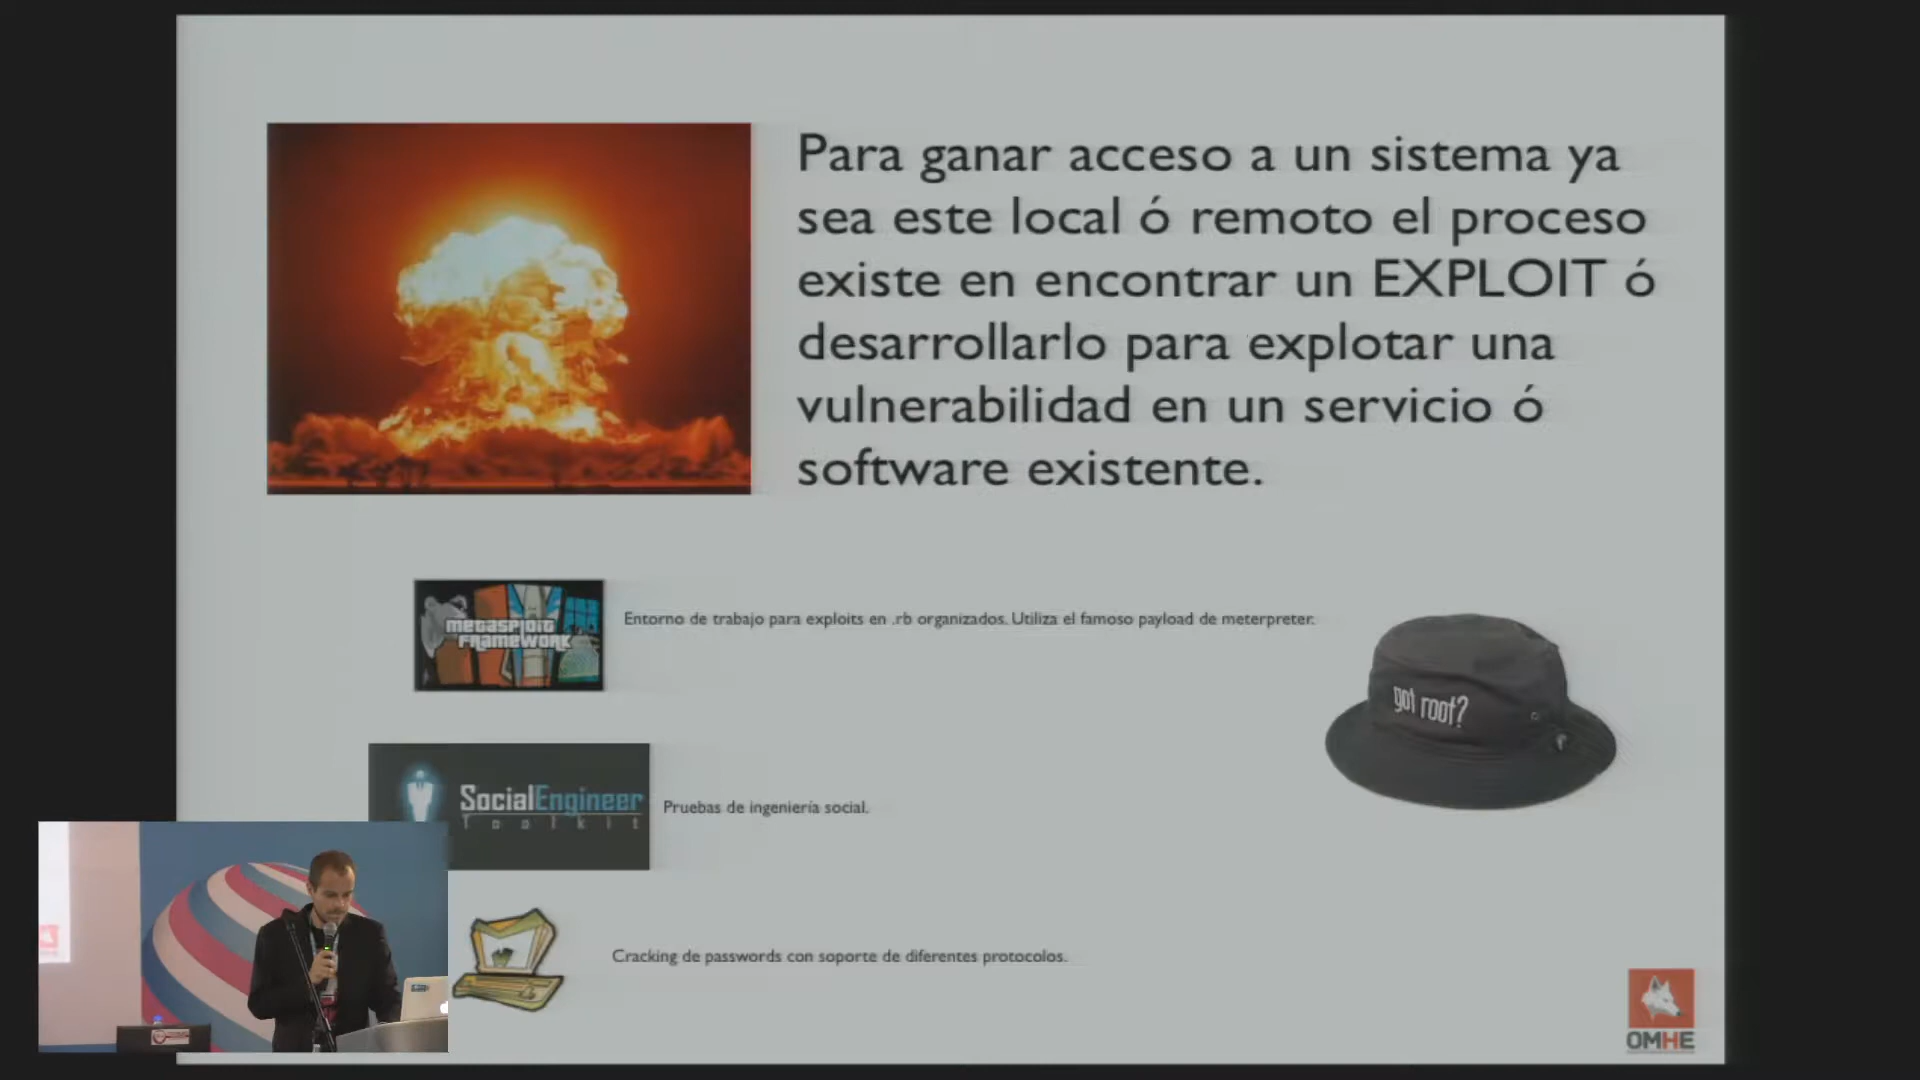 Para ganar acceso a un sistema ya
sea este local ó remoto el proceso
existe en encontrar un EXPLOIT ó
desarrollarlo para explotar una
vulnerabilidad en un servicio ó
software existente.
metasploit
Framework
Entorno de trabajo para exploits en .rb organizados. Utiliza el famoso payload de meterpreter.
got root?
SocialEngineer
Toolkit
Pruebas de ingeniería social.
Cracking de passwords con soporte de diferentes protocolos.
OMHE